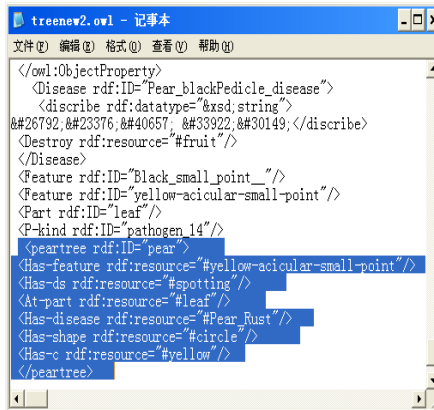 treenew2.owl - 记事本
文件(F) 编辑(E) 格式(O) 查看(V) 帮助(H)
</owl:ObjectProperty>
<Disease rdf:ID="Pear_blackPedicle_disease">
<discribe rdf:datatype="&xsd;string">
&#26792;&#23376;&#40657; &#33922;&#30149;</discribe>
<Destroy rdf:resource="#fruit"/>
</Disease>
<Feature rdf:ID="Black_small_point__"/>
<Feature rdf:ID="yellow-acicular-small-point"/>
<Part rdf:ID="leaf"/>
<P-kind rdf:ID="pathogen_14"/>
<peartree rdf:ID="pear">
<Has-feature rdf:resource="#yellow-acicular-small-point"/>
<Has-ds rdf:resource="#spotting"/>
<At-part rdf:resource="#leaf"/>
<Has-disease rdf:resource="#Pear_Rust"/>
<Has-shape rdf:resource="#circle"/>
<Has-c rdf:resource="#yellow"/>
</peartree>